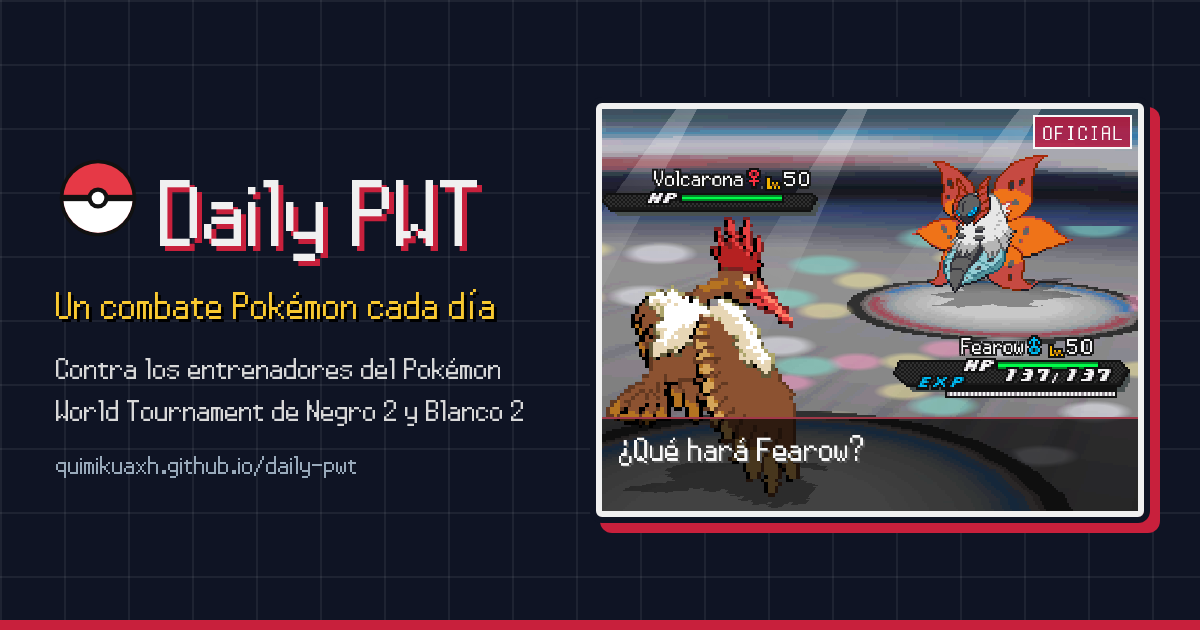 Daily PWT
Un combate Pokémon cada día
Contra los entrenadores del Pokémon
World Tournament de Negro 2 y Blanco 2
quimikuaxh.github.io/daily-pwt
OFICIAL
Volcarona♀ Lv.50
HP
Fearow♂ Lv.50
HP
137/137
EXP
¿Qué hará Fearow?